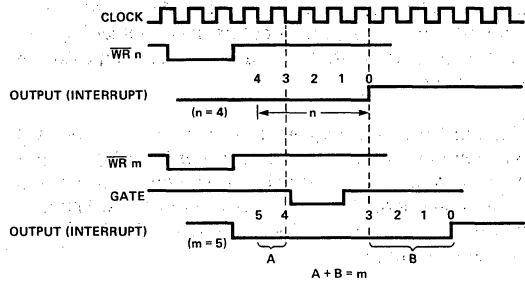 CLOCK
WR n
4 3 2 1 0
OUTPUT (INTERRUPT)
(n = 4)
n
WR m
GATE
5 4 3 2 1 0
OUTPUT (INTERRUPT)
(m = 5)
A B
A + B = m